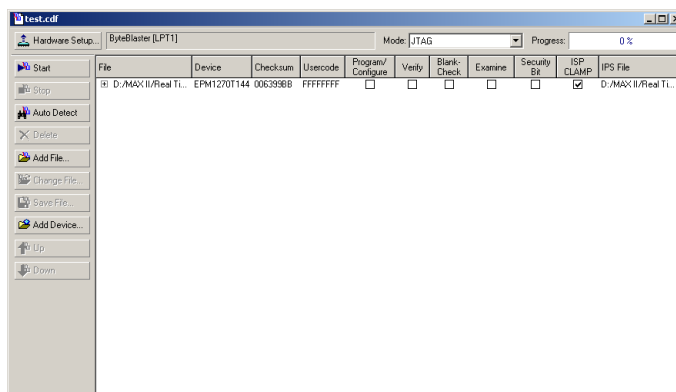 test.cdf
Hardware Setup... ByteBlaster [LPT1] Mode: JTAG Progress: 0 %
Start
Stop
Auto Detect
Delete
Add File...
Change File...
Save File...
Add Device...
Up
Down
File Device Checksum Usercode Program/ Configure Verify Blank- Check Examine Security Bit ISP CLAMP IPS File
D:/MAX II/Real Ti... EPM1270T144 006399BB FFFFFFFF D:/MAX II/Real Ti...